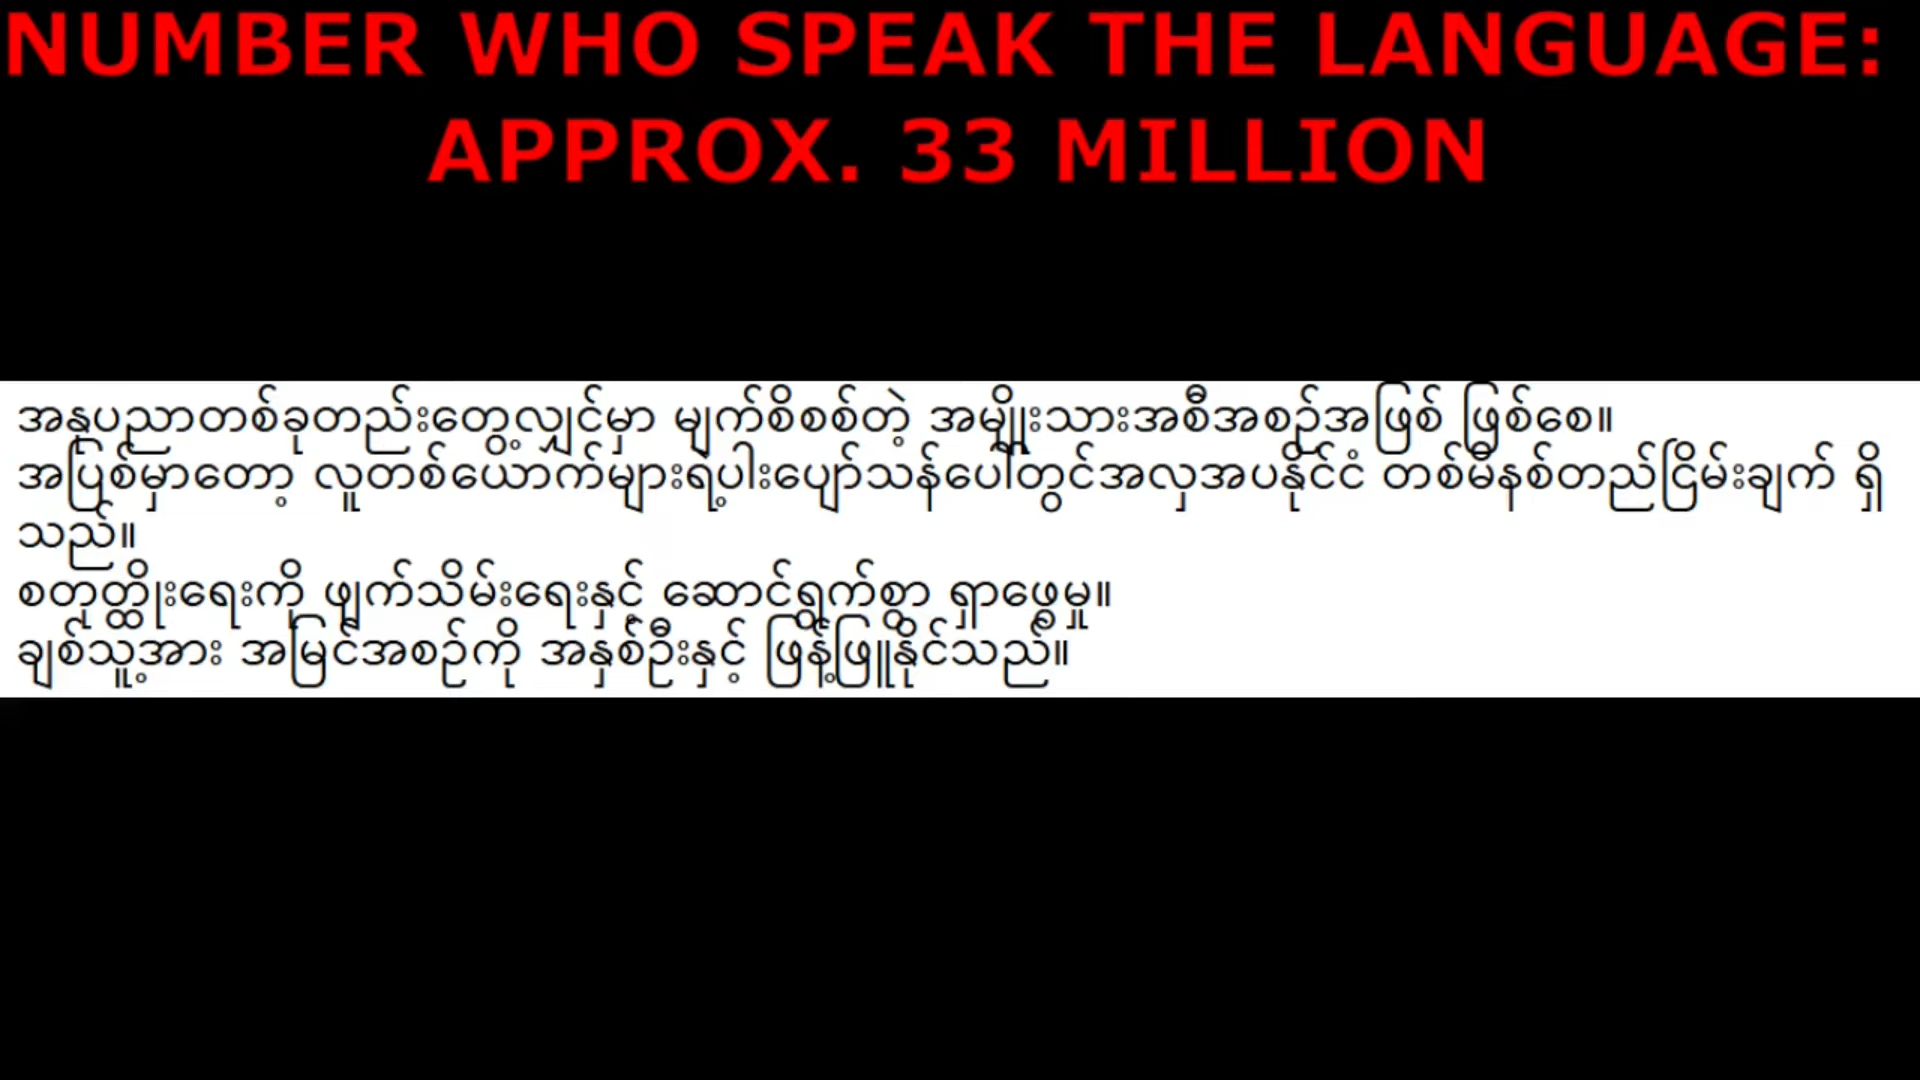 NUMBER WHO SPEAK THE LANGUAGE:
APPROX. 33 MILLION
အနုပညာတစ်ခုတည်းတွေ့လျှင်မှာ မျက်စိစစ်တဲ့ အမျိုးသားအစီအစဉ်အဖြစ် ဖြစ်စေ။
အပြစ်မှာတော့ လူတစ်ယောက်များရဲ့ပါးပျော်သန်ပေါ်တွင်အလှအပနိုင်ငံ တစ်မိနစ်တည်ငြိမ်းချက် ရှိ
သည်။
စတုတ္ထိုးရေးကို ဖျက်သိမ်းရေးနှင့် ဆောင်ရွက်စွာ ရှာဖွေမှု။
ချစ်သူ့အား အမြင်အစဉ်ကို အနှစ်ဦးနှင့် ဖြန့်ဖြူနိုင်သည်။